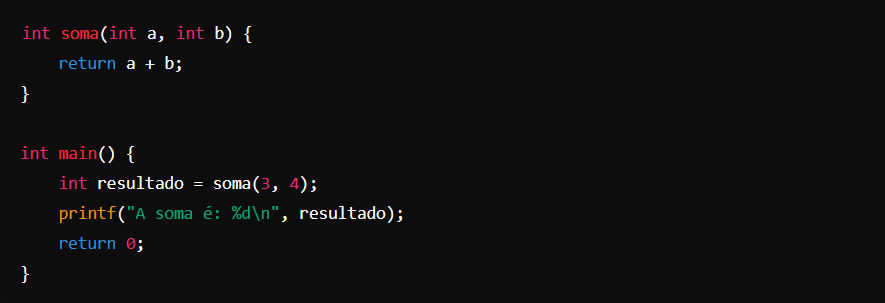 int soma(int a, int b) {
    return a + b;
}

int main() {
    int resultado = soma(3, 4);
    printf("A soma é: %d\n", resultado);
    return 0;
}